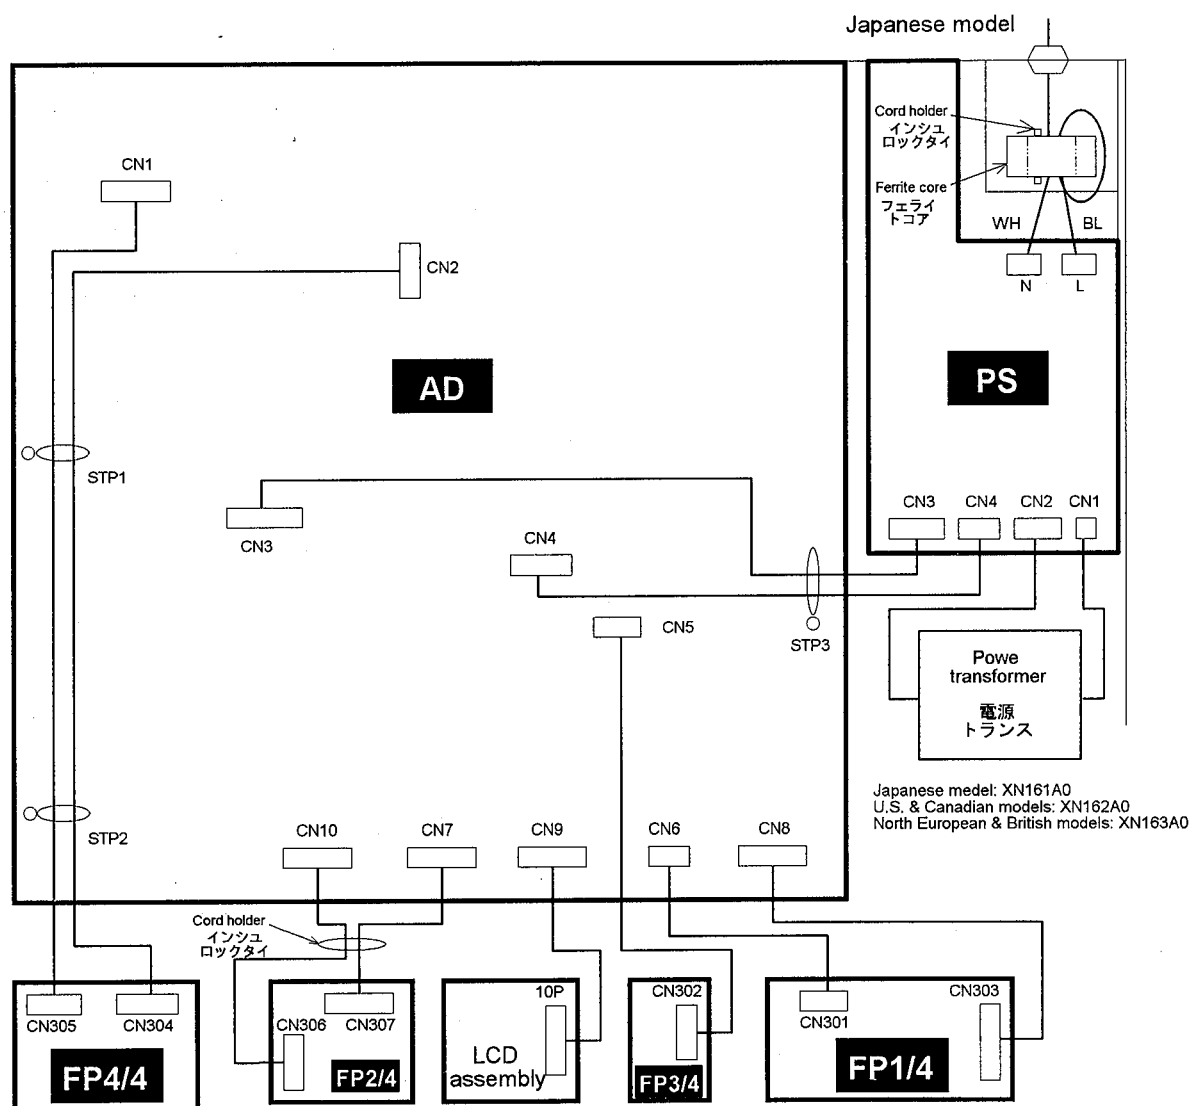 Japanese model
Cord holder
インシュ
ロックタイ
Ferrite core
フェライ
トコア
WH
BL
N
L
CN1
CN2
AD
PS
STP1
CN3
CN4
CN3
CN4
CN2
CN1
CN5
STP3
Powe
transformer
電源
トランス
Japanese medel: XN161A0
U.S. & Canadian models: XN162A0
North European & British models: XN163A0
STP2
CN10
CN7
CN9
CN6
CN8
Cord holder
インシュ
ロックタイ
CN305
CN304
FP4/4
CN306
CN307
FP2/4
10P
LCD
assembly
CN302
FP3/4
CN301
CN303
FP1/4